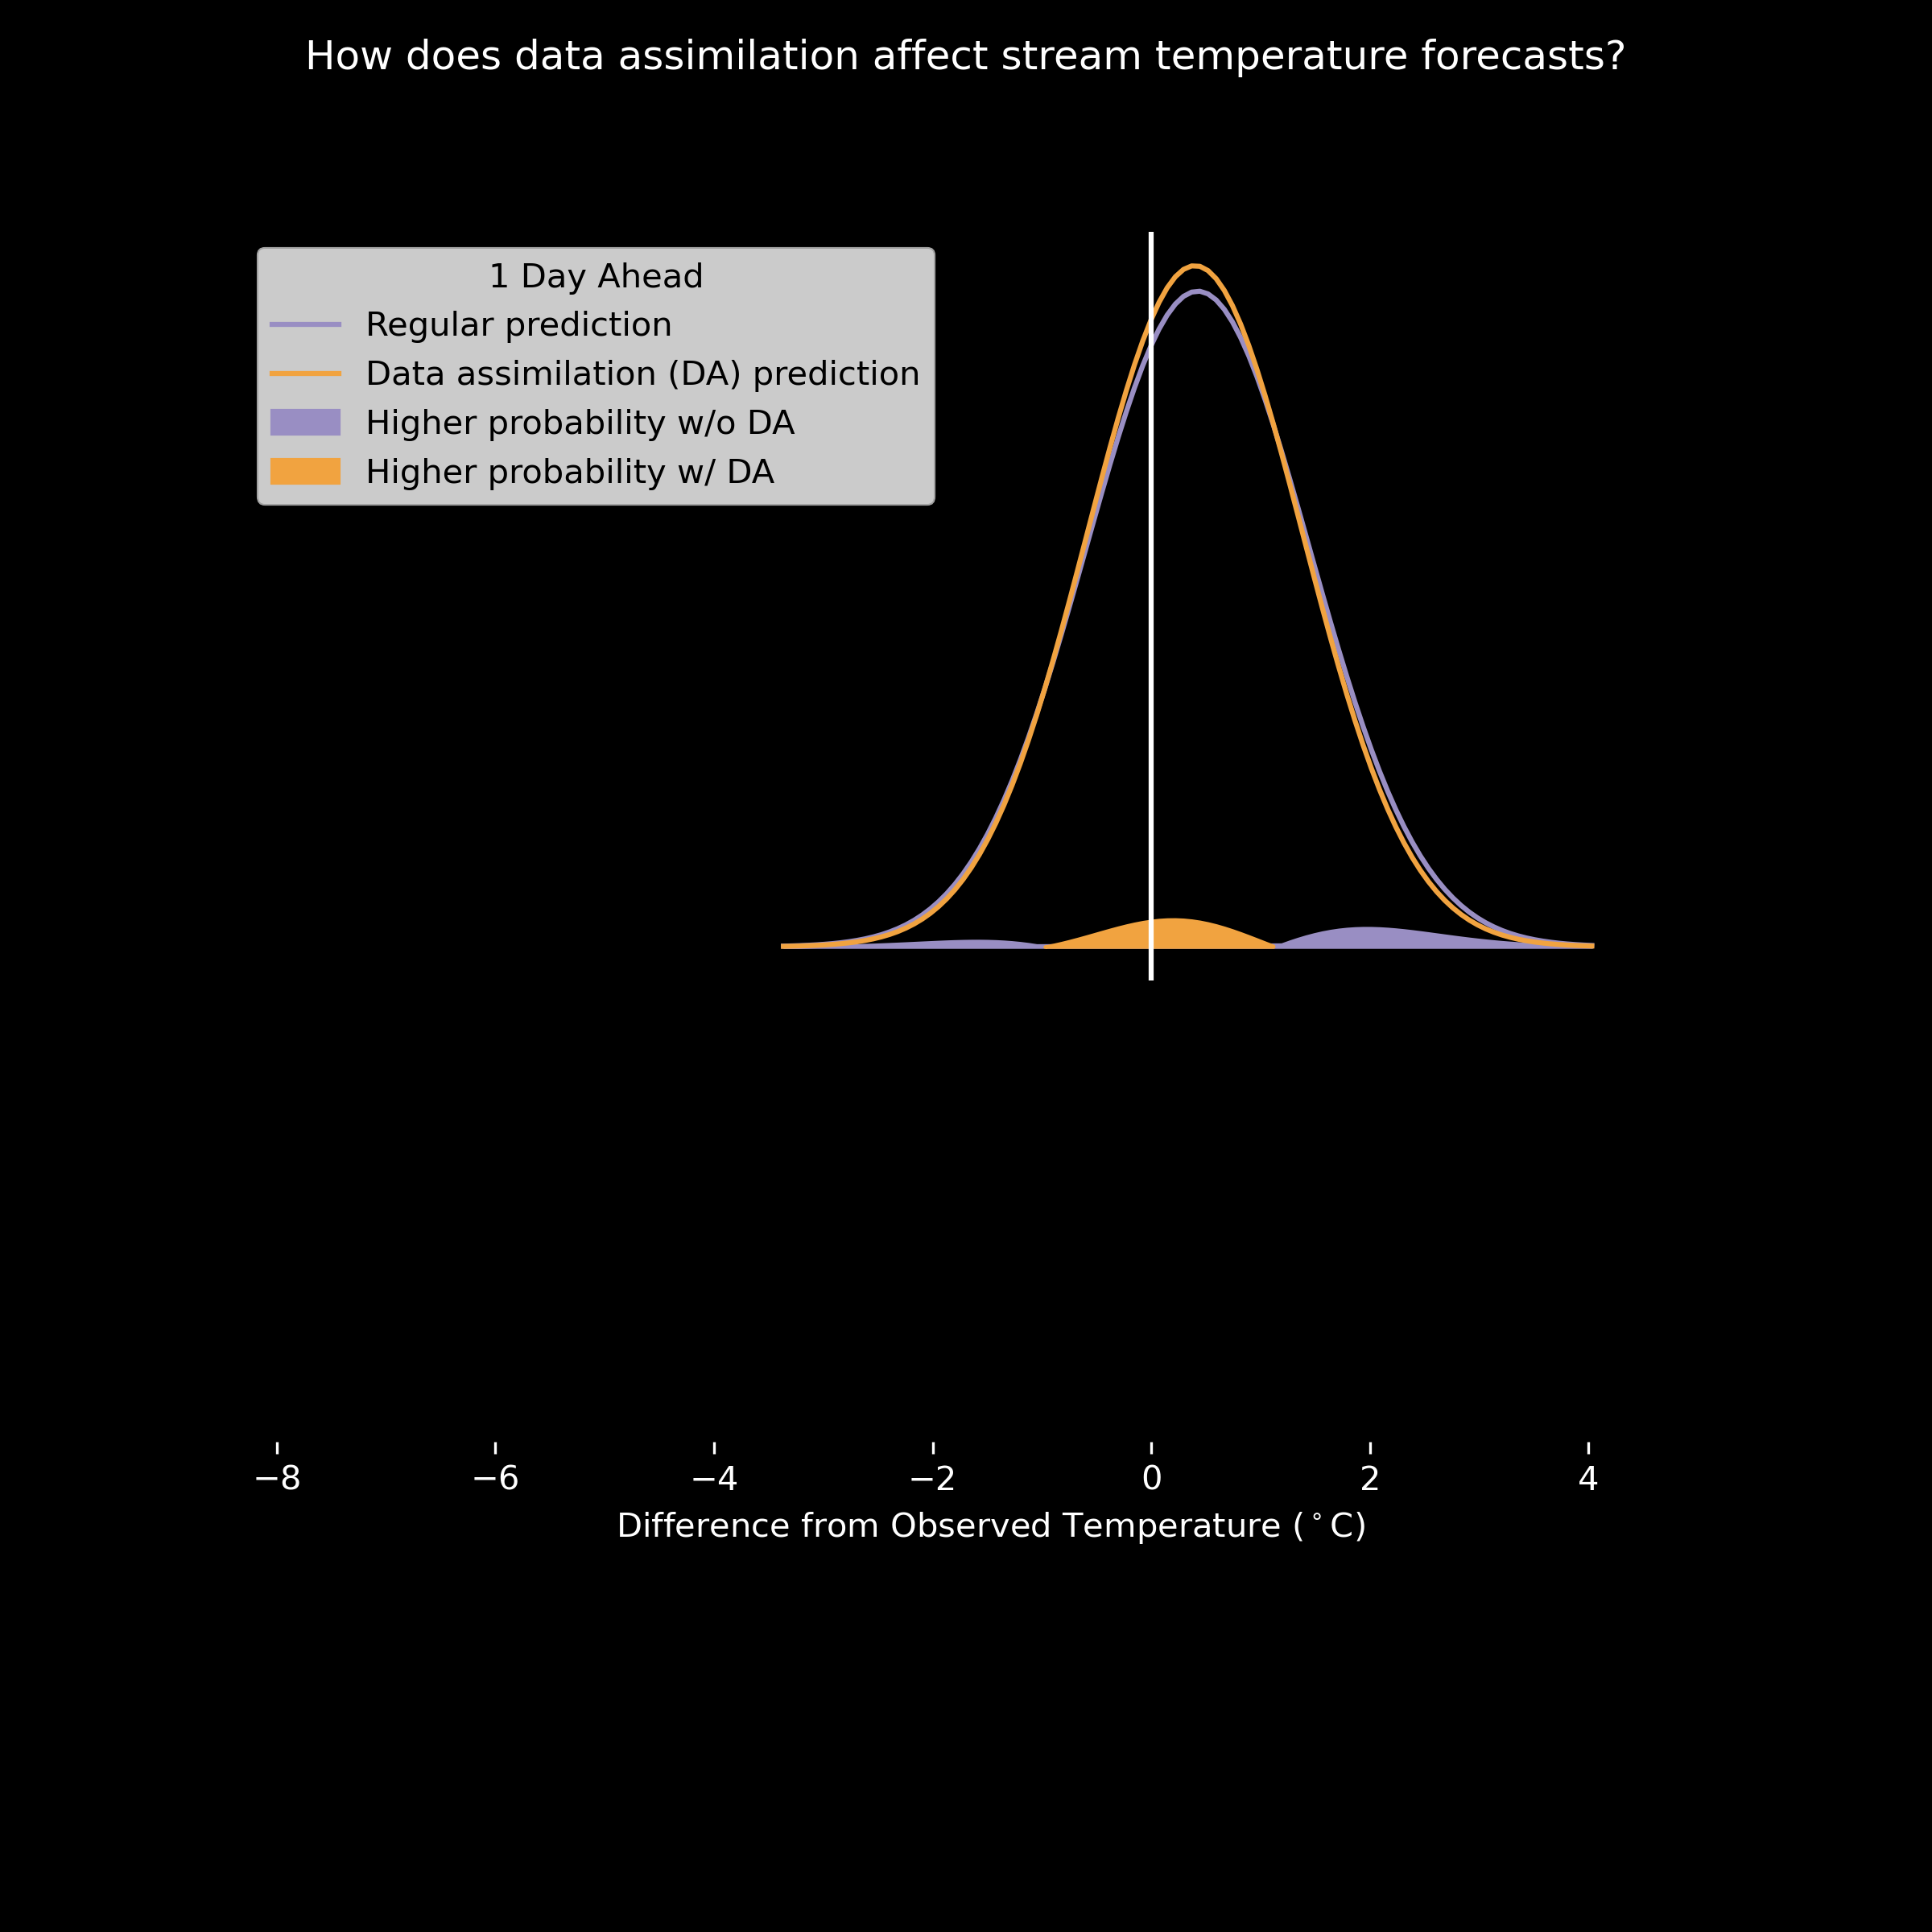 How does data assimilation affect stream temperature forecasts?
1 Day Ahead
Regular prediction
Data assimilation (DA) prediction
Higher probability w/o DA
Higher probability w/ DA
−8 −6 −4 −2 0 2 4
Difference from Observed Temperature (°C)